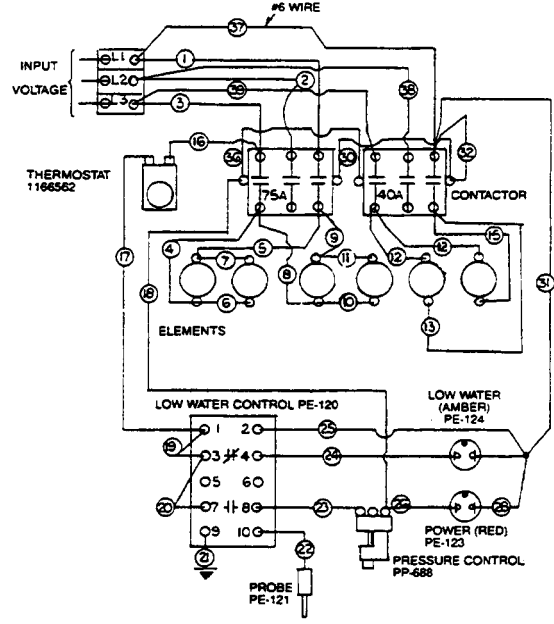 #6 WIRE
37
INPUT
VOLTAGE
L1
L2
L3
1
2
39
38
3
16
36
30
32
THERMOSTAT
1166562
75A
40A
CONTACTOR
4
5
9
7
8
11
12
12
15
17
18
6
10
13
31
ELEMENTS
LOW WATER CONTROL PE-120
LOW WATER
(AMBER)
PE-124
1 2
25
19
3 4
24
5 6
20
7 8
23
26
28
9 10
21
22
POWER (RED)
PE-123
PRESSURE CONTROL
PP-688
PROBE
PE-121